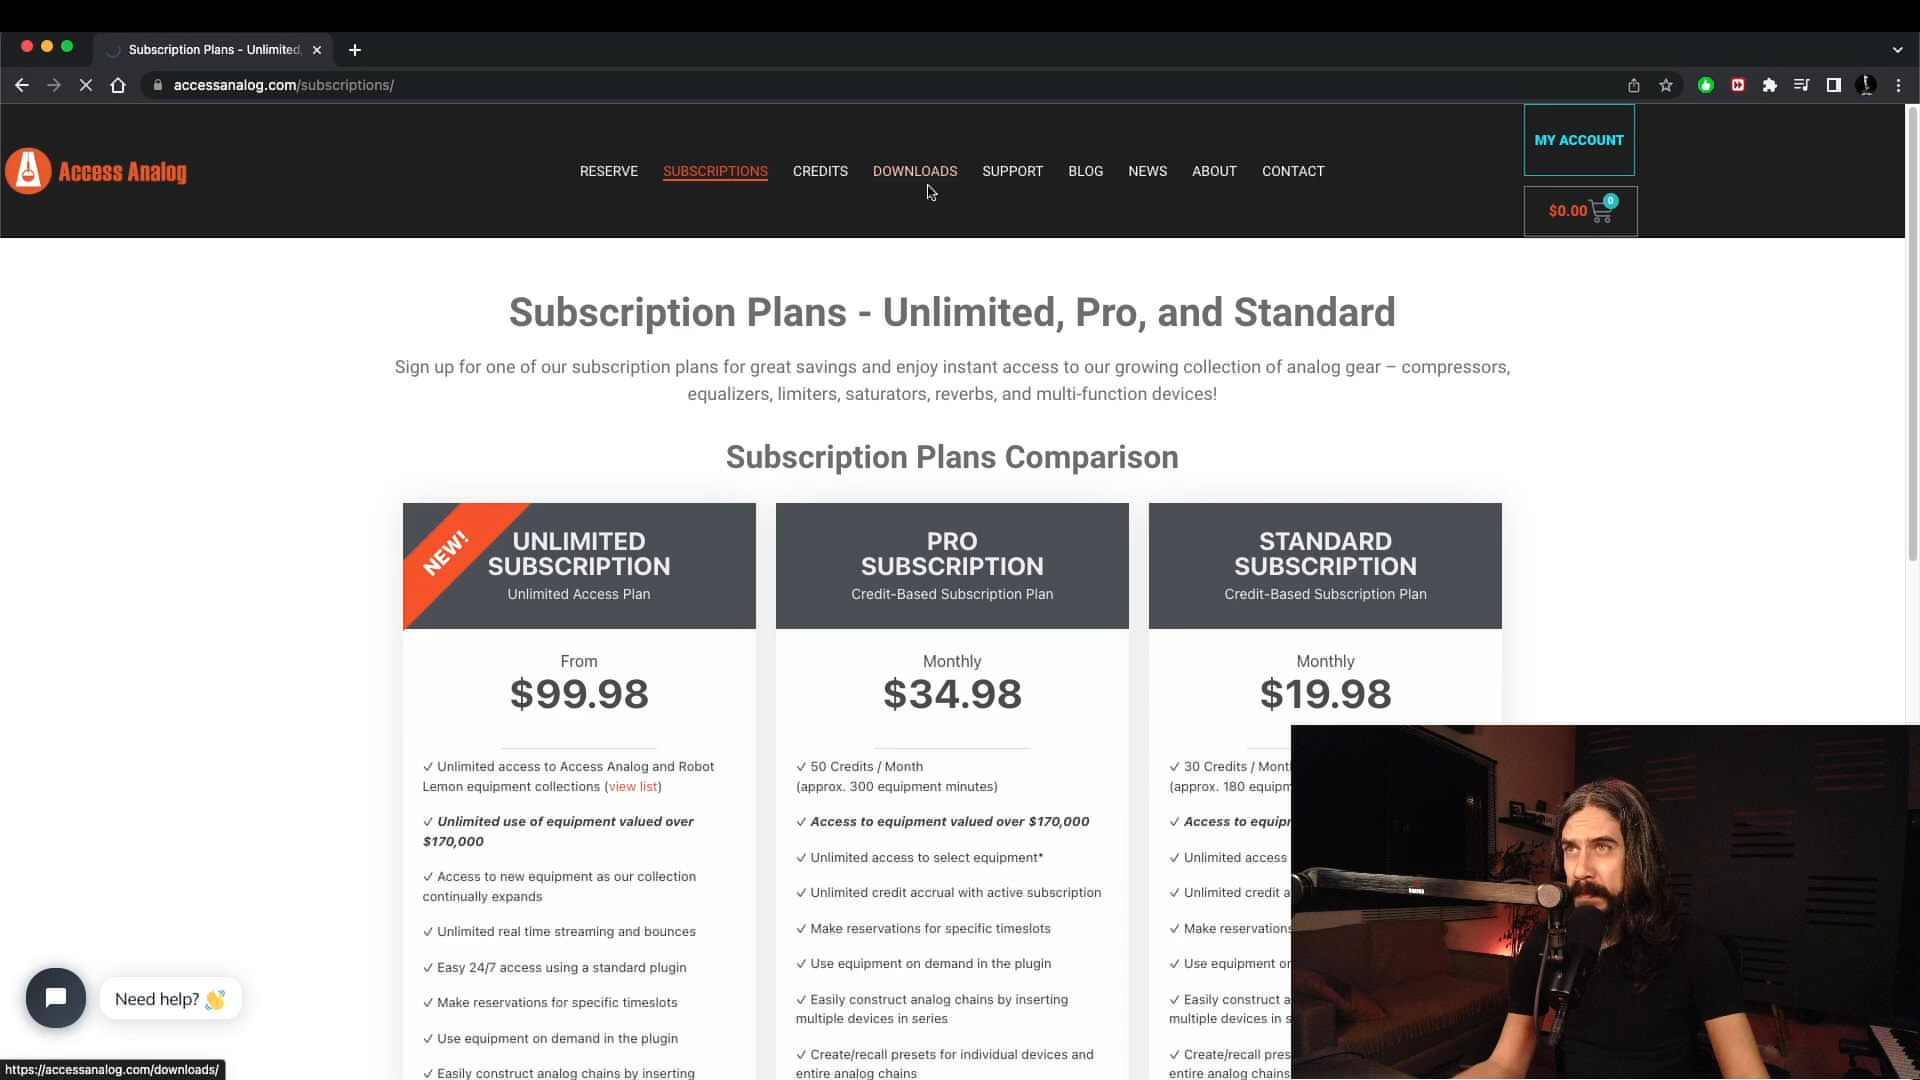 Subscription Plans - Unlimited,
accessanalog.com/subscriptions/
Access Analog
RESERVE SUBSCRIPTIONS CREDITS DOWNLOADS SUPPORT BLOG NEWS ABOUT CONTACT
MY ACCOUNT
$0.00 0
Subscription Plans - Unlimited, Pro, and Standard
Sign up for one of our subscription plans for great savings and enjoy instant access to our growing collection of analog gear – compressors,
equalizers, limiters, saturators, reverbs, and multi-function devices!
Subscription Plans Comparison
NEW!
UNLIMITED
SUBSCRIPTION
Unlimited Access Plan
From
$99.98
✓ Unlimited access to Access Analog and Robot
Lemon equipment collections (view list)
✓ Unlimited use of equipment valued over
$170,000
✓ Access to new equipment as our collection
continually expands
✓ Unlimited real time streaming and bounces
✓ Easy 24/7 access using a standard plugin
✓ Make reservations for specific timeslots
✓ Use equipment on demand in the plugin
✓ Easily construct analog chains by inserting
PRO
SUBSCRIPTION
Credit-Based Subscription Plan
Monthly
$34.98
✓ 50 Credits / Month
(approx. 300 equipment minutes)
✓ Access to equipment valued over $170,000
✓ Unlimited access to select equipment*
✓ Unlimited credit accrual with active subscription
✓ Make reservations for specific timeslots
✓ Use equipment on demand in the plugin
✓ Easily construct analog chains by inserting
multiple devices in series
✓ Create/recall presets for individual devices and
entire analog chains
STANDARD
SUBSCRIPTION
Credit-Based Subscription Plan
Monthly
$19.98
✓ 30 Credits / Mont
(approx. 180 equipm
✓ Access to equipr
✓ Unlimited access
✓ Unlimited credit a
✓ Make reservations
✓ Use equipment or
✓ Easily construct a
multiple devices in s
✓ Create/recall pres
entire analog chains
Need help? 👋
https://accessanalog.com/downloads/